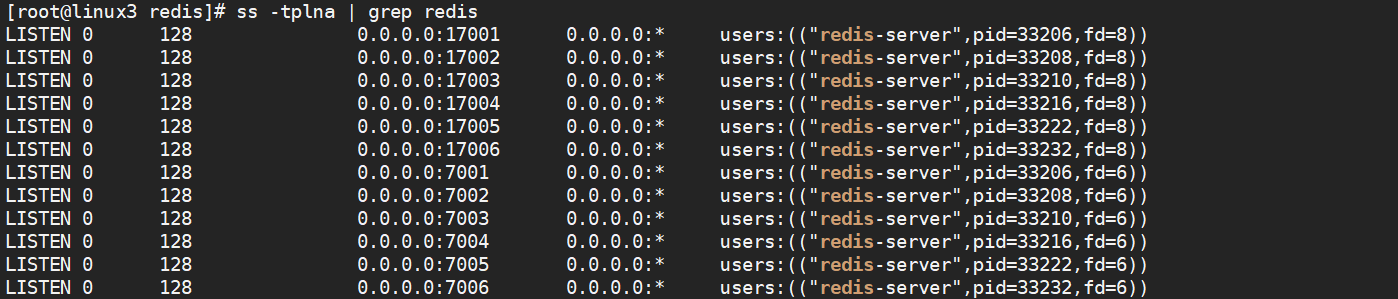 [root@linux3 redis]# ss -tplna | grep redis
LISTEN 0      128               0.0.0.0:17001      0.0.0.0:*     users:(("redis-server",pid=33206,fd=8))
LISTEN 0      128               0.0.0.0:17002      0.0.0.0:*     users:(("redis-server",pid=33208,fd=8))
LISTEN 0      128               0.0.0.0:17003      0.0.0.0:*     users:(("redis-server",pid=33210,fd=8))
LISTEN 0      128               0.0.0.0:17004      0.0.0.0:*     users:(("redis-server",pid=33216,fd=8))
LISTEN 0      128               0.0.0.0:17005      0.0.0.0:*     users:(("redis-server",pid=33222,fd=8))
LISTEN 0      128               0.0.0.0:17006      0.0.0.0:*     users:(("redis-server",pid=33232,fd=8))
LISTEN 0      128               0.0.0.0:7001       0.0.0.0:*     users:(("redis-server",pid=33206,fd=6))
LISTEN 0      128               0.0.0.0:7002       0.0.0.0:*     users:(("redis-server",pid=33208,fd=6))
LISTEN 0      128               0.0.0.0:7003       0.0.0.0:*     users:(("redis-server",pid=33210,fd=6))
LISTEN 0      128               0.0.0.0:7004       0.0.0.0:*     users:(("redis-server",pid=33216,fd=6))
LISTEN 0      128               0.0.0.0:7005       0.0.0.0:*     users:(("redis-server",pid=33222,fd=6))
LISTEN 0      128               0.0.0.0:7006       0.0.0.0:*     users:(("redis-server",pid=33232,fd=6))